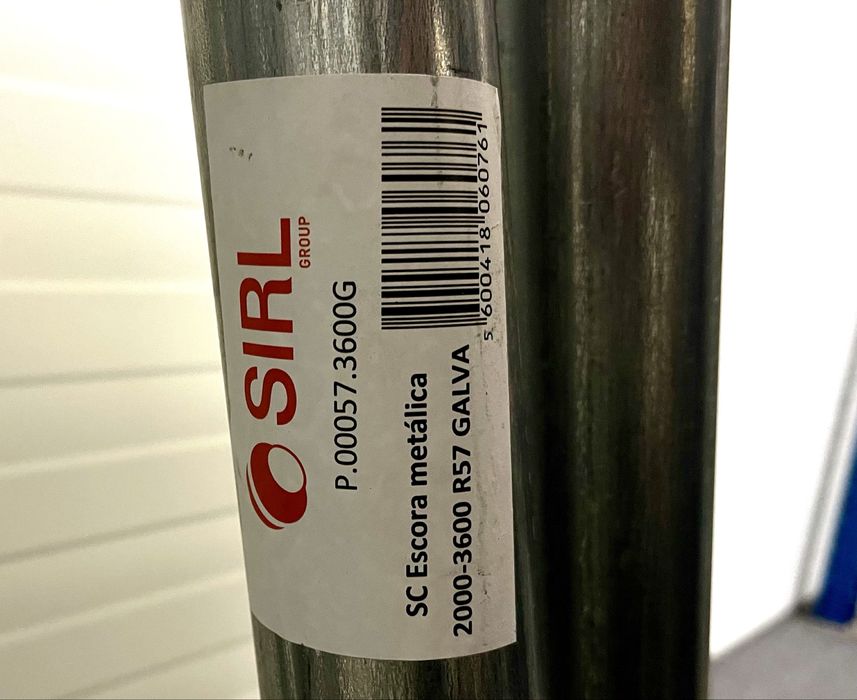 SIRL
GROUP
P.00057.3600G
5 600418 060761
SC Escora metálica
2000-3600 R57 GALVA